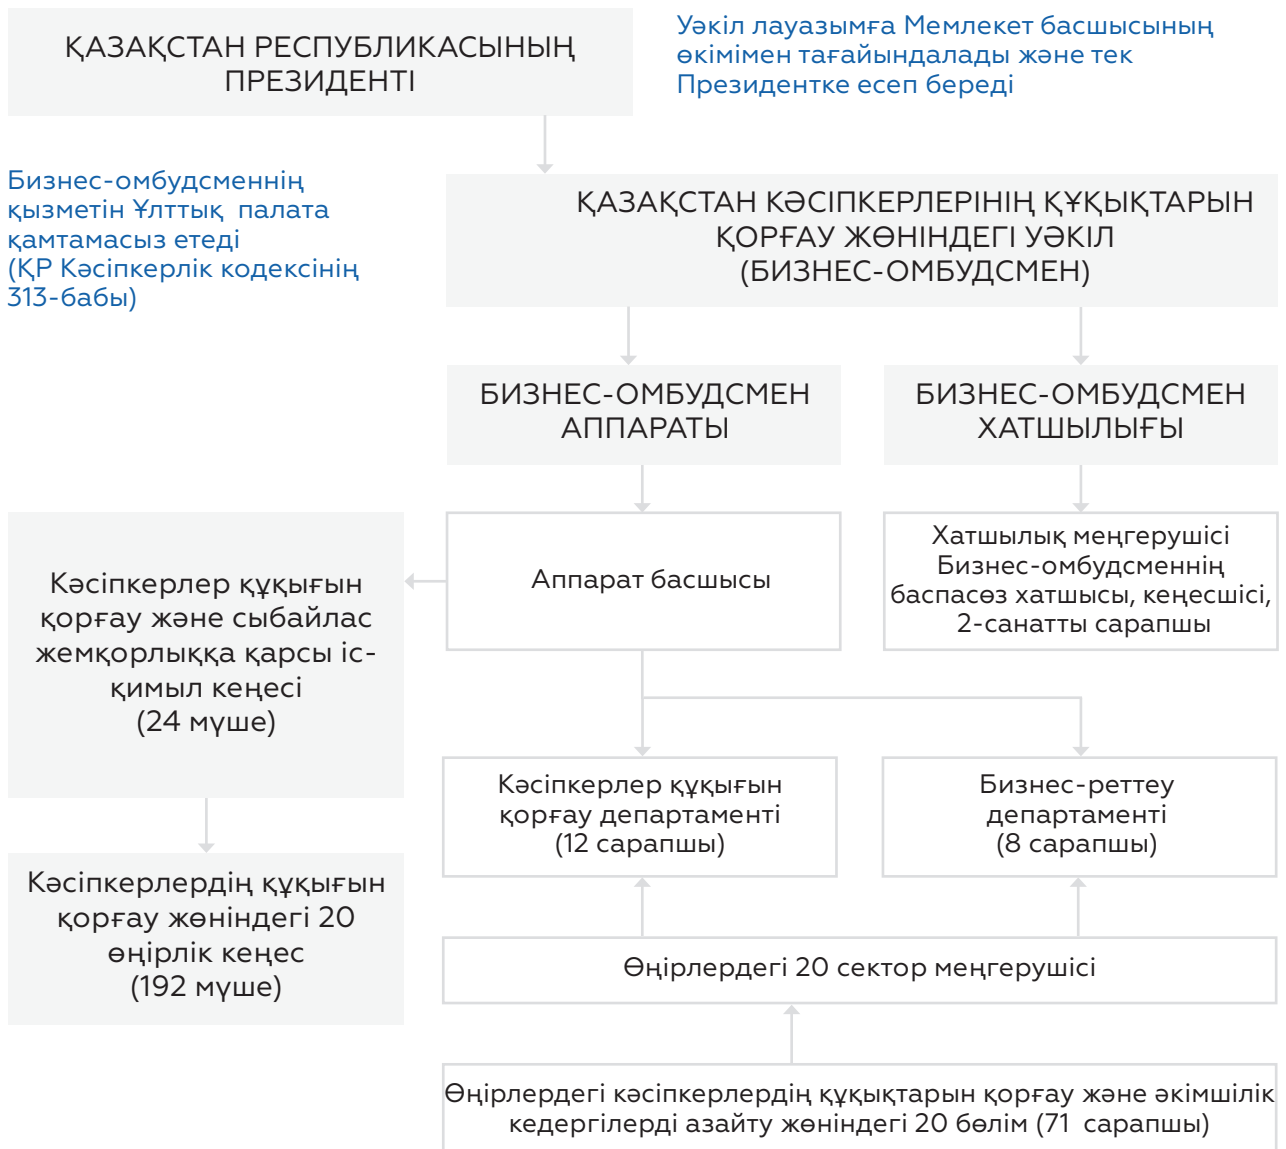 ҚАЗАҚСТАН РЕСПУБЛИКАСЫНЫҢ
ПРЕЗИДЕНТІ
Уәкіл лауазымға Мемлекет басшысының
өкімімен тағайындалады және тек
Президентке есеп береді
Бизнес-омбудсменнің
қызметін Ұлттық палата
қамтамасыз етеді
(ҚР Кәсіпкерлік кодексінің
313-бабы)
ҚАЗАҚСТАН КӘСІПКЕРЛЕРІНІҢ ҚҰҚЫҚТАРЫН
ҚОРҒАУ ЖӨНІНДЕГІ УӘКІЛ
(БИЗНЕС-ОМБУДСМЕН)
БИЗНЕС-ОМБУДСМЕН
АППАРАТЫ
БИЗНЕС-ОМБУДСМЕН
ХАТШЫЛЫҒЫ
Кәсіпкерлер құқығын
қорғау және сыбайлас
жемқорлыққа қарсы іс-
қимыл кеңесі
(24 мүше)
Аппарат басшысы
Хатшылық меңгерушісі
Бизнес-омбудсменнің
баспасөз хатшысы, кеңесшісі,
2-санатты сарапшы
Кәсіпкерлер құқығын
қорғау департаменті
(12 сарапшы)
Бизнес-реттеу
департаменті
(8 сарапшы)
Кәсіпкерлердің құқығын
қорғау жөніндегі 20
өңірлік кеңес
(192 мүше)
Өңірлердегі 20 сектор меңгерушісі
Өңірлердегі кәсіпкерлердің құқықтарын қорғау және әкімшілік
кедергілерді азайту жөніндегі 20 бөлім (71 сарапшы)